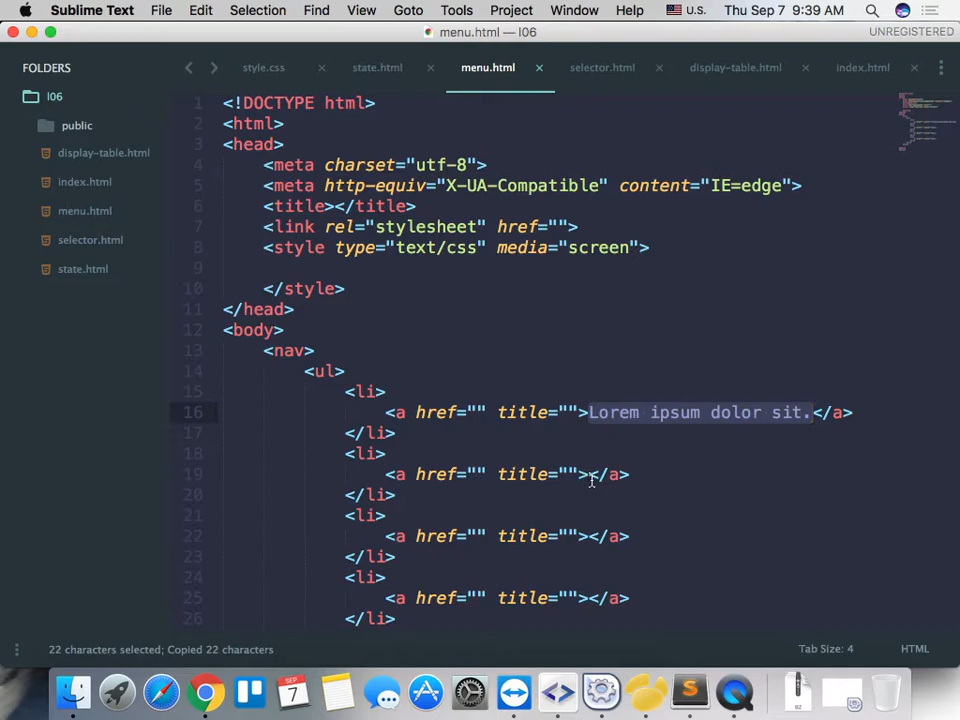 Sublime Text File Edit Selection Find View Goto Tools Project Window Help U.S. Thu Sep 7 9:39 AM
menu.html — l06 UNREGISTERED
FOLDERS style.css state.html menu.html selector.html display-table.html index.html
l06
public
display-table.html
index.html
menu.html
selector.html
state.html
1 <!DOCTYPE html>
2 <html>
3 <head>
4 <meta charset="utf-8">
5 <meta http-equiv="X-UA-Compatible" content="IE=edge">
6 <title></title>
7 <link rel="stylesheet" href="">
8 <style type="text/css" media="screen">
9
10 </style>
11 </head>
12 <body>
13 <nav>
14 <ul>
15 <li>
16 <a href="" title="">Lorem ipsum dolor sit.</a>
17 </li>
18 <li>
19 <a href="" title=""></a>
20 </li>
21 <li>
22 <a href="" title=""></a>
23 </li>
24 <li>
25 <a href="" title=""></a>
26 </li>
22 characters selected; Copied 22 characters Tab Size: 4 HTML
SEP
7